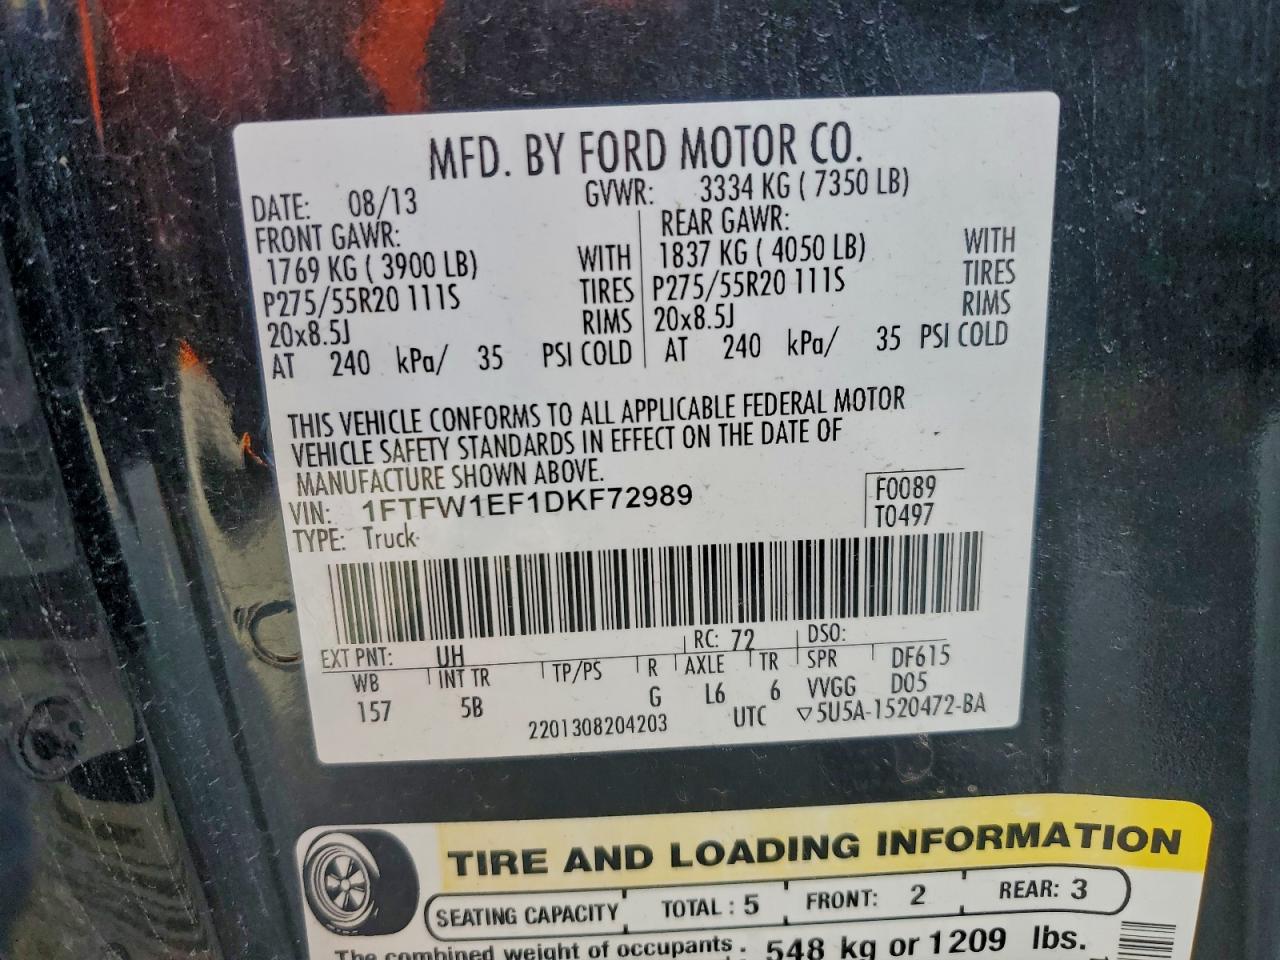 MFD. BY FORD MOTOR CO.
DATE: 08/13 GVWR: 3334 KG ( 7350 LB)
FRONT GAWR: REAR GAWR:
1769 KG ( 3900 LB) WITH 1837 KG ( 4050 LB) WITH
P275/55R20 111S TIRES P275/55R20 111S TIRES
20x8.5J RIMS 20x8.5J RIMS
AT 240 kPa/ 35 PSI COLD AT 240 kPa/ 35 PSI COLD
THIS VEHICLE CONFORMS TO ALL APPLICABLE FEDERAL MOTOR
VEHICLE SAFETY STANDARDS IN EFFECT ON THE DATE OF
MANUFACTURE SHOWN ABOVE.
VIN: 1FTFW1EF1DKF72989 F0089
TYPE: Truck T0497
EXT PNT: UH RC: 72 DSO:
WB INT TR TP/PS R AXLE TR SPR DF615
157 5B G L6 6 VVGG D05
2201308204203 UTC ▽5U5A-1520472-BA
TIRE AND LOADING INFORMATION
SEATING CAPACITY TOTAL : 5 FRONT: 2 REAR: 3
The combined weight of occupants 548 kg or 1209 lbs.